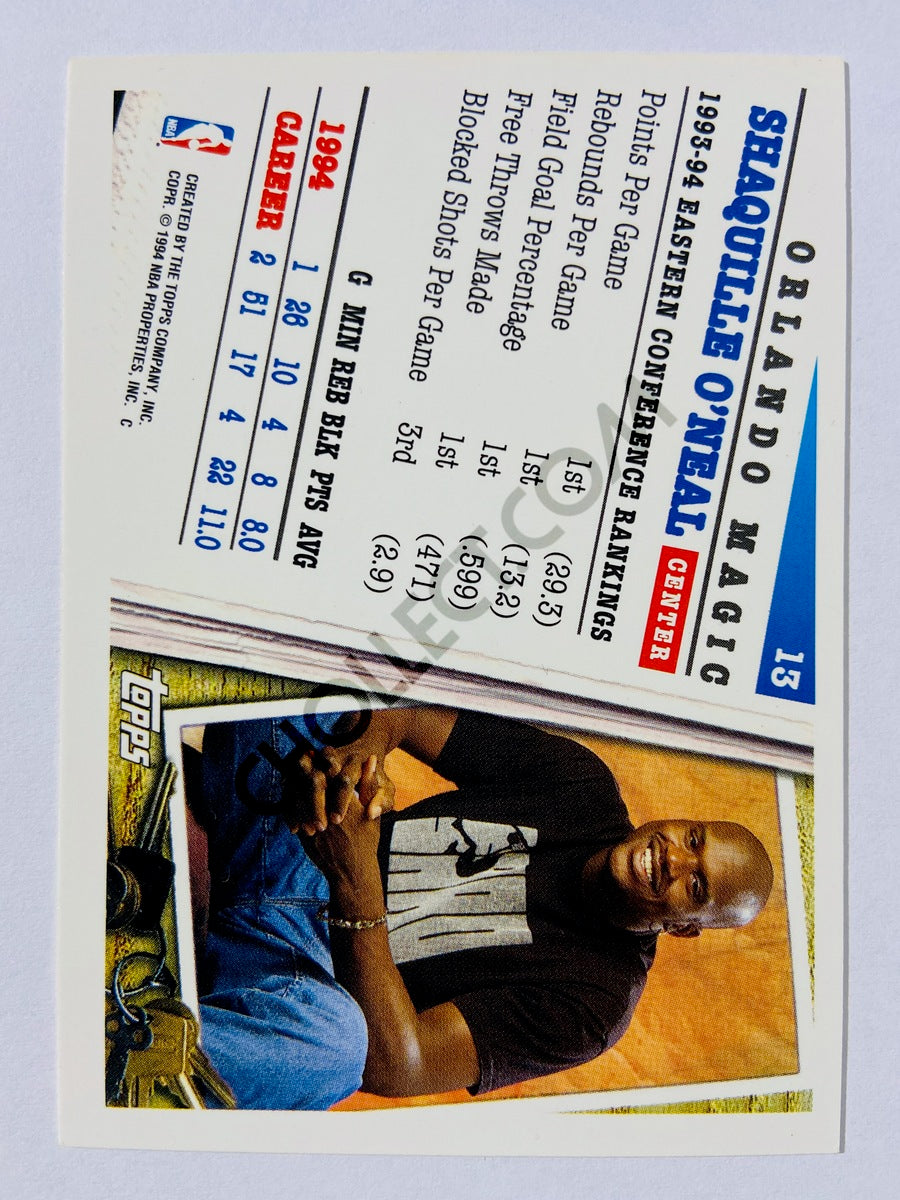 13
ORLANDO MAGIC
SHAQUILLE O'NEAL CENTER
1993-94 EASTERN CONFERENCE RANKINGS
Points Per Game 1st (29.3)
Rebounds Per Game 1st (13.2)
Field Goal Percentage 1st (.599)
Free Throws Made 1st (471)
Blocked Shots Per Game 3rd (2.9)
G MIN REB BLK PTS AVG
1994 1 26 10 4 8 8.0
CAREER 2 51 17 4 22 11.0
NBA
CREATED BY THE TOPPS COMPANY, INC.
COPR. © 1994 NBA PROPERTIES, INC. C
TOPPS
CHOLLECT.COM